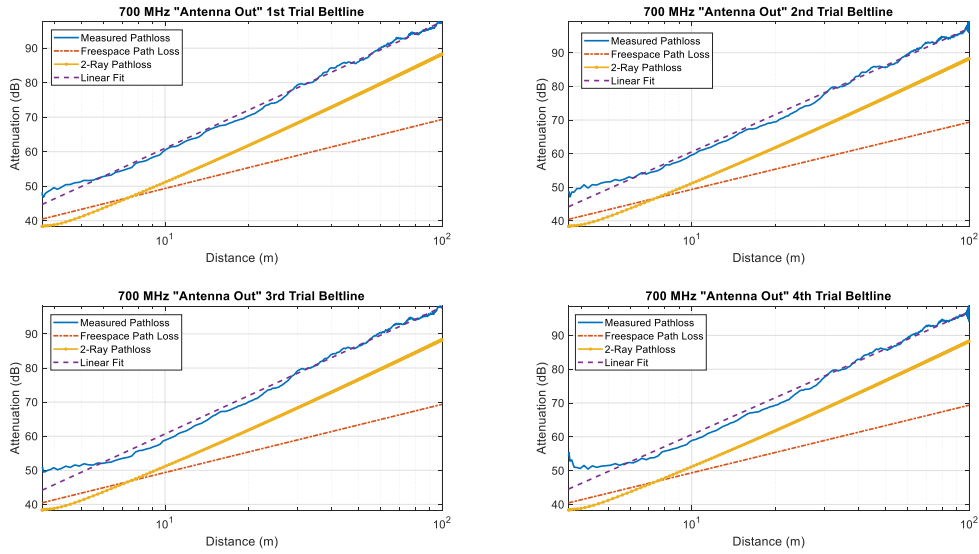 700 MHz "Antenna Out" 1st Trial Beltline
Measured Pathloss
Freespace Path Loss
2-Ray Pathloss
Linear Fit
Attenuation (dB)
90
80
70
60
50
40
10^1
10^2
Distance (m)
700 MHz "Antenna Out" 2nd Trial Beltline
Measured Pathloss
Freespace Path Loss
2-Ray Pathloss
Linear Fit
Attenuation (dB)
90
80
70
60
50
40
10^1
10^2
Distance (m)
700 MHz "Antenna Out" 3rd Trial Beltline
Measured Pathloss
Freespace Path Loss
2-Ray Pathloss
Linear Fit
Attenuation (dB)
90
80
70
60
50
40
10^1
10^2
Distance (m)
700 MHz "Antenna Out" 4th Trial Beltline
Measured Pathloss
Freespace Path Loss
2-Ray Pathloss
Linear Fit
Attenuation (dB)
90
80
70
60
50
40
10^1
10^2
Distance (m)